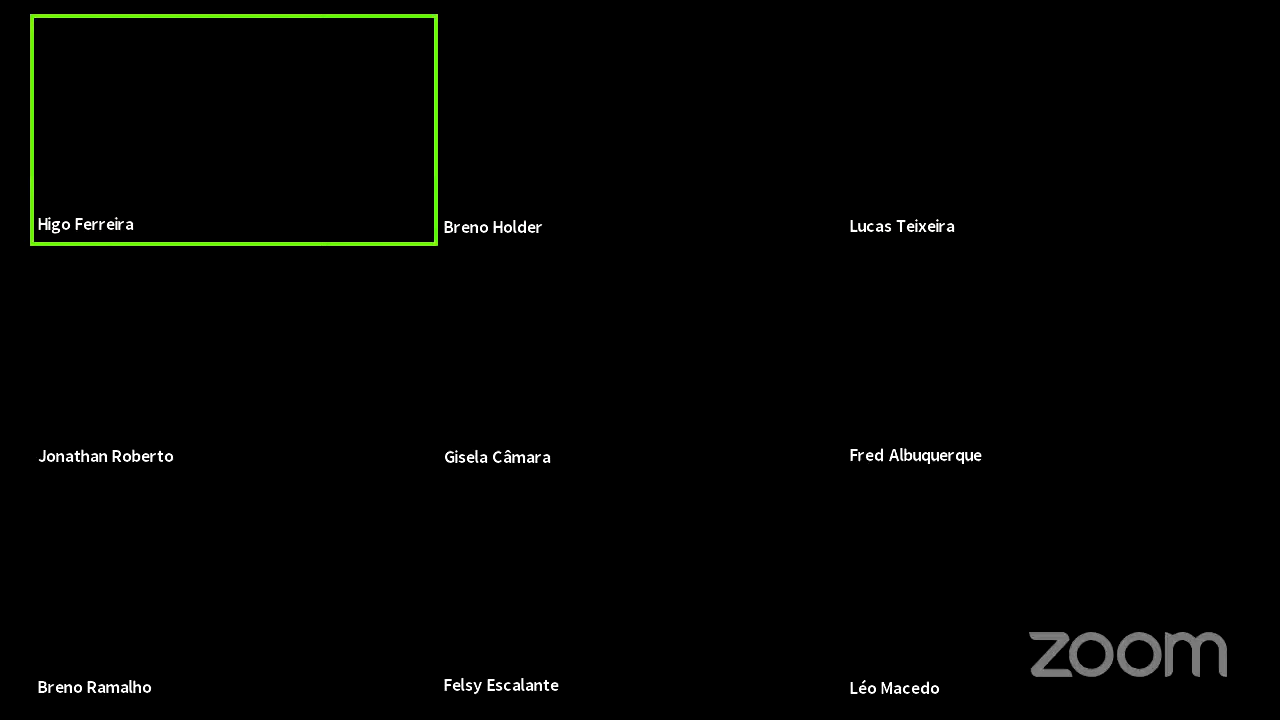 Higo Ferreira
Breno Holder
Lucas Teixeira
Jonathan Roberto
Gisela Câmara
Fred Albuquerque
Breno Ramalho
Felsy Escalante
Léo Macedo
zoom